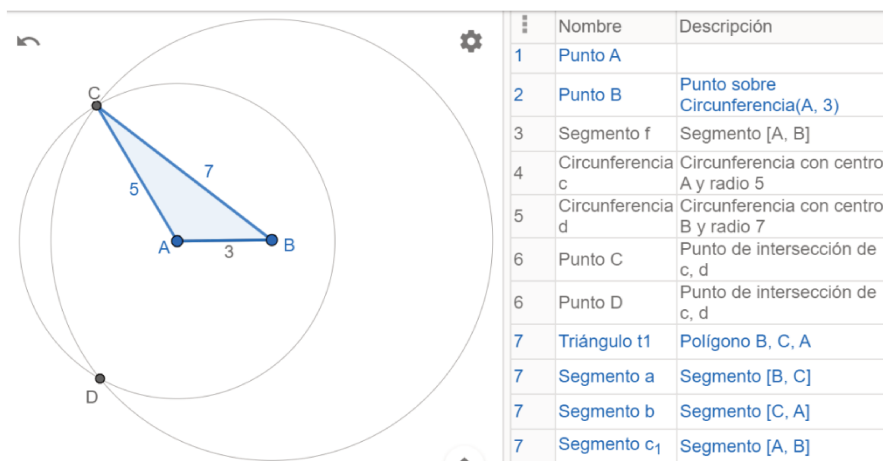 C
7
5
A
3
B
D
Nombre Descripción
1 Punto A
2 Punto B Punto sobre
Circunferencia(A, 3)
3 Segmento f Segmento [A, B]
4 Circunferencia Circunferencia con centro
c A y radio 5
5 Circunferencia Circunferencia con centro
d B y radio 7
6 Punto C Punto de intersección de
c, d
6 Punto D Punto de intersección de
c, d
7 Triángulo t1 Polígono B, C, A
7 Segmento a Segmento [B, C]
7 Segmento b Segmento [C, A]
7 Segmento c₁ Segmento [A, B]